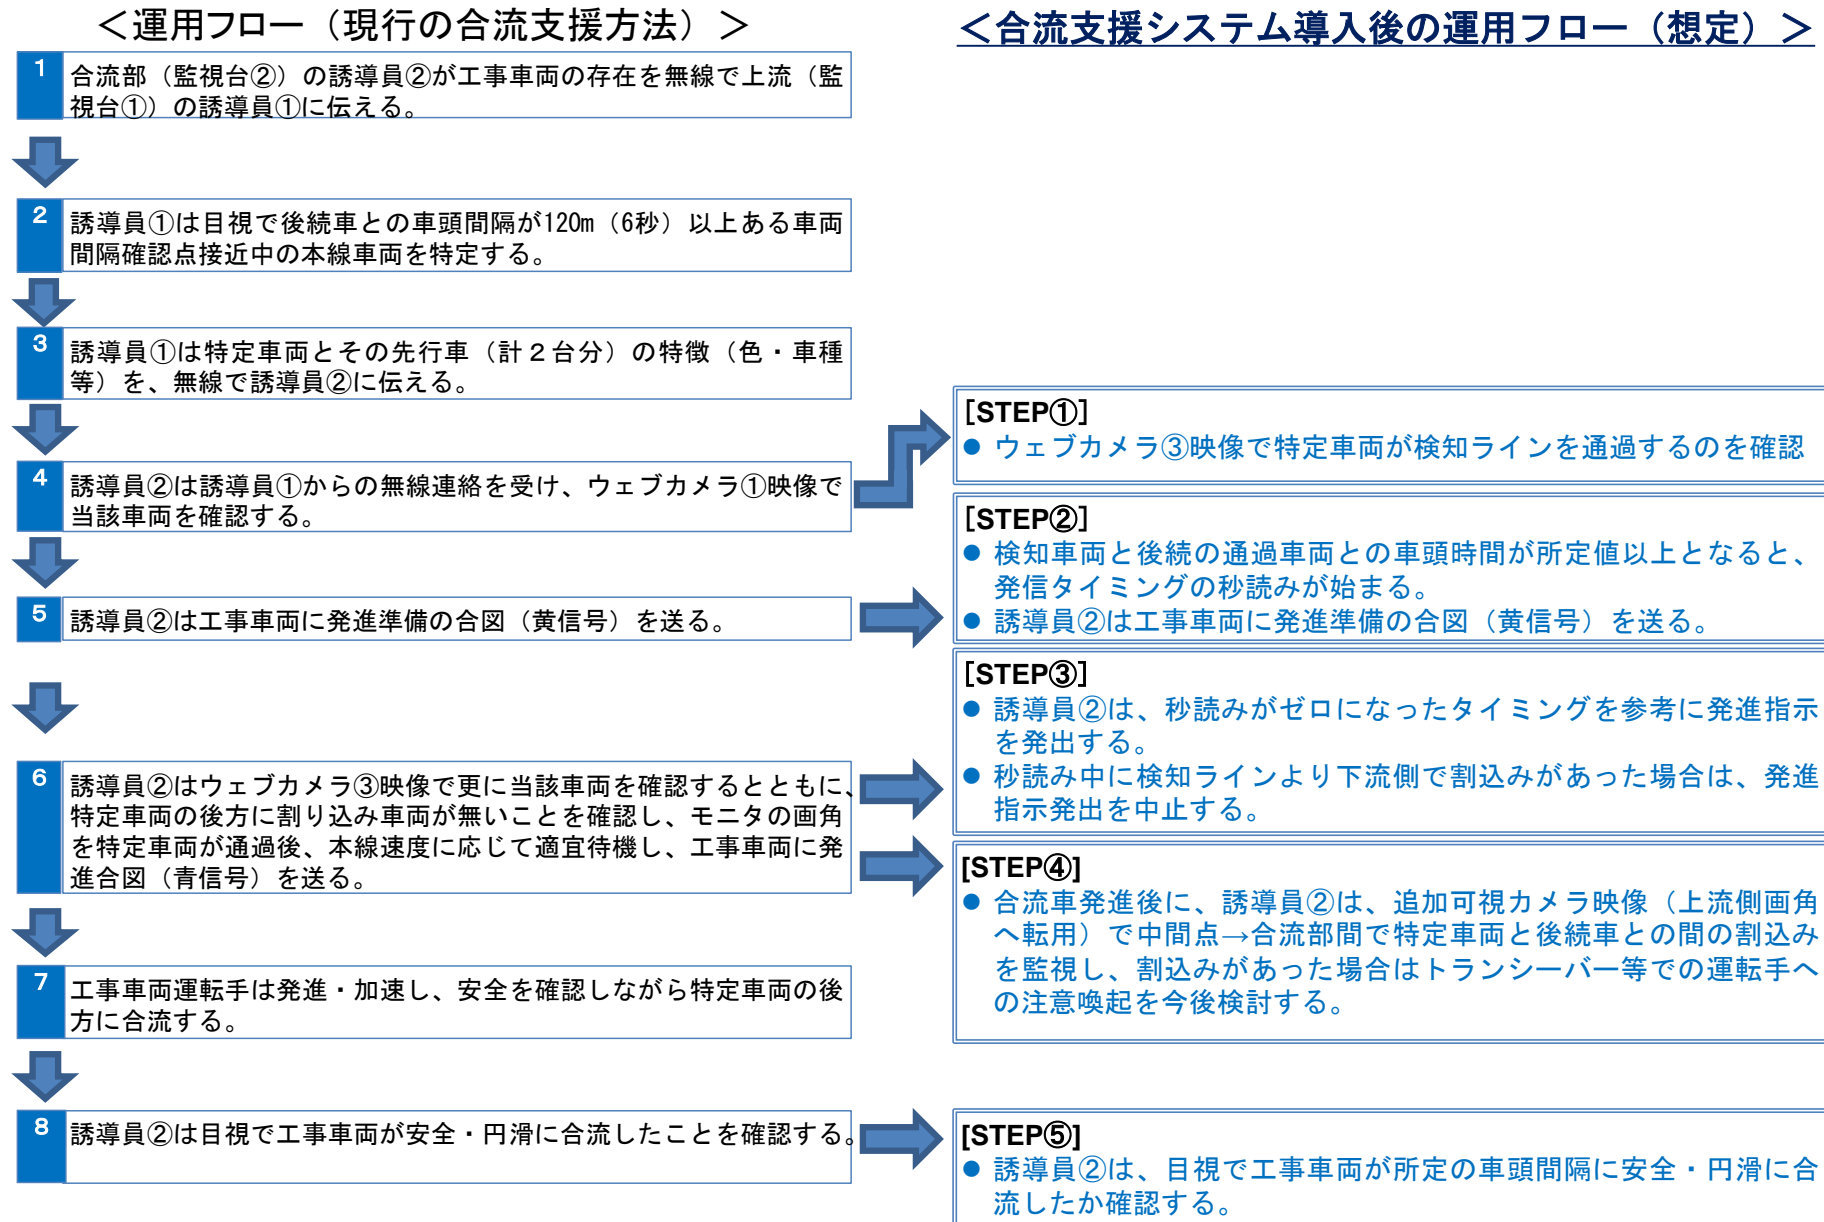 ＜運用フロー（現行の合流支援方法）＞
1
合流部（監視台②）の誘導員②が工事車両の存在を無線で上流（監
視台①）の誘導員①に伝える。
2
誘導員①は目視で後続車との車頭間隔が120m（6秒）以上ある車両
間隔確認点接近中の本線車両を特定する。
3
誘導員①は特定車両とその先行車（計２台分）の特徴（色・車種
等）を、無線で誘導員②に伝える。
4
誘導員②は誘導員①からの無線連絡を受け、ウェブカメラ①映像で
当該車両を確認する。
5
誘導員②は工事車両に発進準備の合図（黄信号）を送る。
6
誘導員②はウェブカメラ③映像で更に当該車両を確認するとともに、
特定車両の後方に割り込み車両が無いことを確認し、モニタの画角
を特定車両が通過後、本線速度に応じて適宜待機し、工事車両に発
進合図（青信号）を送る。
7
工事車両運転手は発進・加速し、安全を確認しながら特定車両の後
方に合流する。
8
誘導員②は目視で工事車両が安全・円滑に合流したことを確認する。
＜合流支援システム導入後の運用フロー（想定）＞
[STEP①]
● ウェブカメラ③映像で特定車両が検知ラインを通過するのを確認
[STEP②]
● 検知車両と後続の通過車両との車頭時間が所定値以上となると、
発信タイミングの秒読みが始まる。
● 誘導員②は工事車両に発進準備の合図（黄信号）を送る。
[STEP③]
● 誘導員②は、秒読みがゼロになったタイミングを参考に発進指示
を発出する。
● 秒読み中に検知ラインより下流側で割込みがあった場合は、発進
指示発出を中止する。
[STEP④]
● 合流車発進後に、誘導員②は、追加可視カメラ映像（上流側画角
へ転用）で中間点→合流部間で特定車両と後続車との間の割込み
を監視し、割込みがあった場合はトランシーバー等での運転手へ
の注意喚起を今後検討する。
[STEP⑤]
● 誘導員②は、目視で工事車両が所定の車頭間隔に安全・円滑に合
流したか確認する。